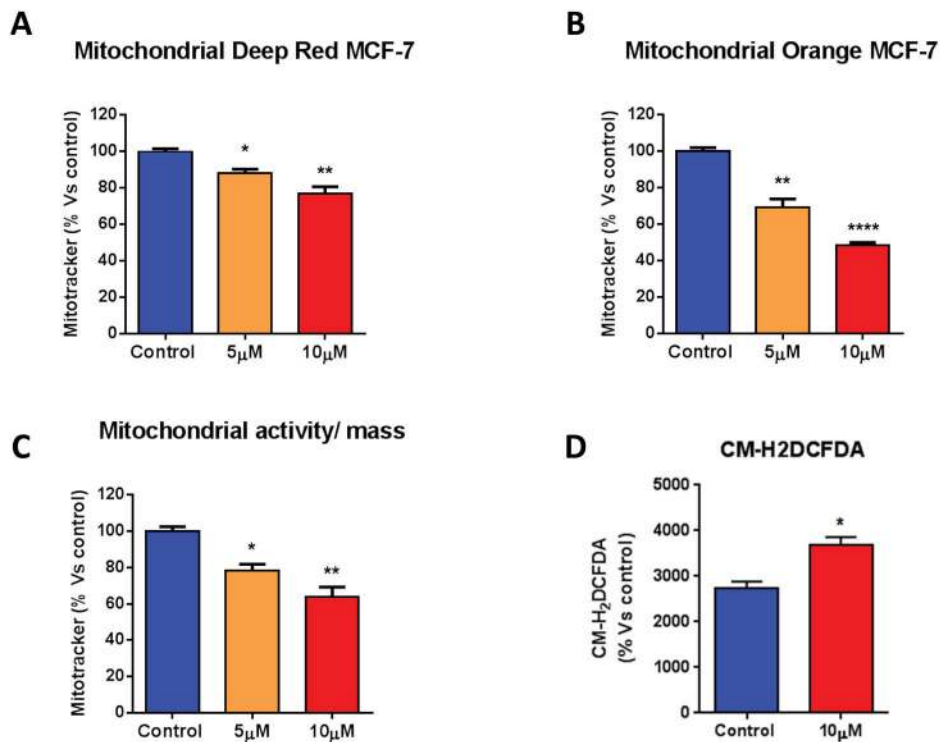 A
Mitochondrial Deep Red MCF-7
Mitotracker (% Vs control)
120
100
80
60
40
20
0
*
**
Control 5µM 10µM
B
Mitochondrial Orange MCF-7
Mitotracker (% Vs control)
120
100
80
60
40
20
0
**
****
Control 5µM 10µM
C
Mitochondrial activity/ mass
Mitotracker (% Vs control)
120
100
80
60
40
20
0
*
**
Control 5µM 10µM
D
CM-H2DCFDA
CM-H₂DCFDA
(% Vs control)
5000
4000
3000
2000
1000
0
*
Control 10µM